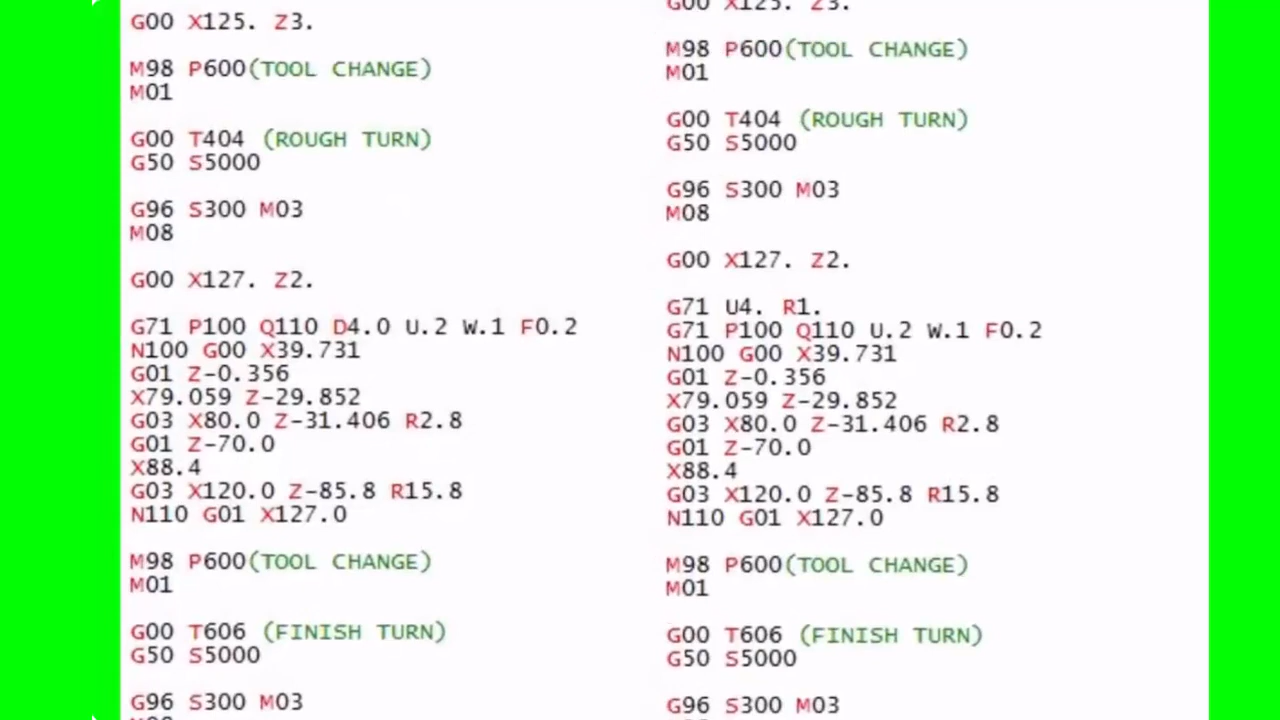 G00 X125. Z3.
M98 P600(TOOL CHANGE)
M01
G00 T404 (ROUGH TURN)
G50 S5000
G96 S300 M03
M08
G00 X127. Z2.
G71 P100 Q110 D4.0 U.2 W.1 F0.2
N100 G00 X39.731
G01 Z-0.356
X79.059 Z-29.852
G03 X80.0 Z-31.406 R2.8
G01 Z-70.0
X88.4
G03 X120.0 Z-85.8 R15.8
N110 G01 X127.0
M98 P600(TOOL CHANGE)
M01
G00 T606 (FINISH TURN)
G50 S5000
G96 S300 M03
G00 X125. Z3.
M98 P600(TOOL CHANGE)
M01
G00 T404 (ROUGH TURN)
G50 S5000
G96 S300 M03
M08
G00 X127. Z2.
G71 U4. R1.
G71 P100 Q110 U.2 W.1 F0.2
N100 G00 X39.731
G01 Z-0.356
X79.059 Z-29.852
G03 X80.0 Z-31.406 R2.8
G01 Z-70.0
X88.4
G03 X120.0 Z-85.8 R15.8
N110 G01 X127.0
M98 P600(TOOL CHANGE)
M01
G00 T606 (FINISH TURN)
G50 S5000
G96 S300 M03